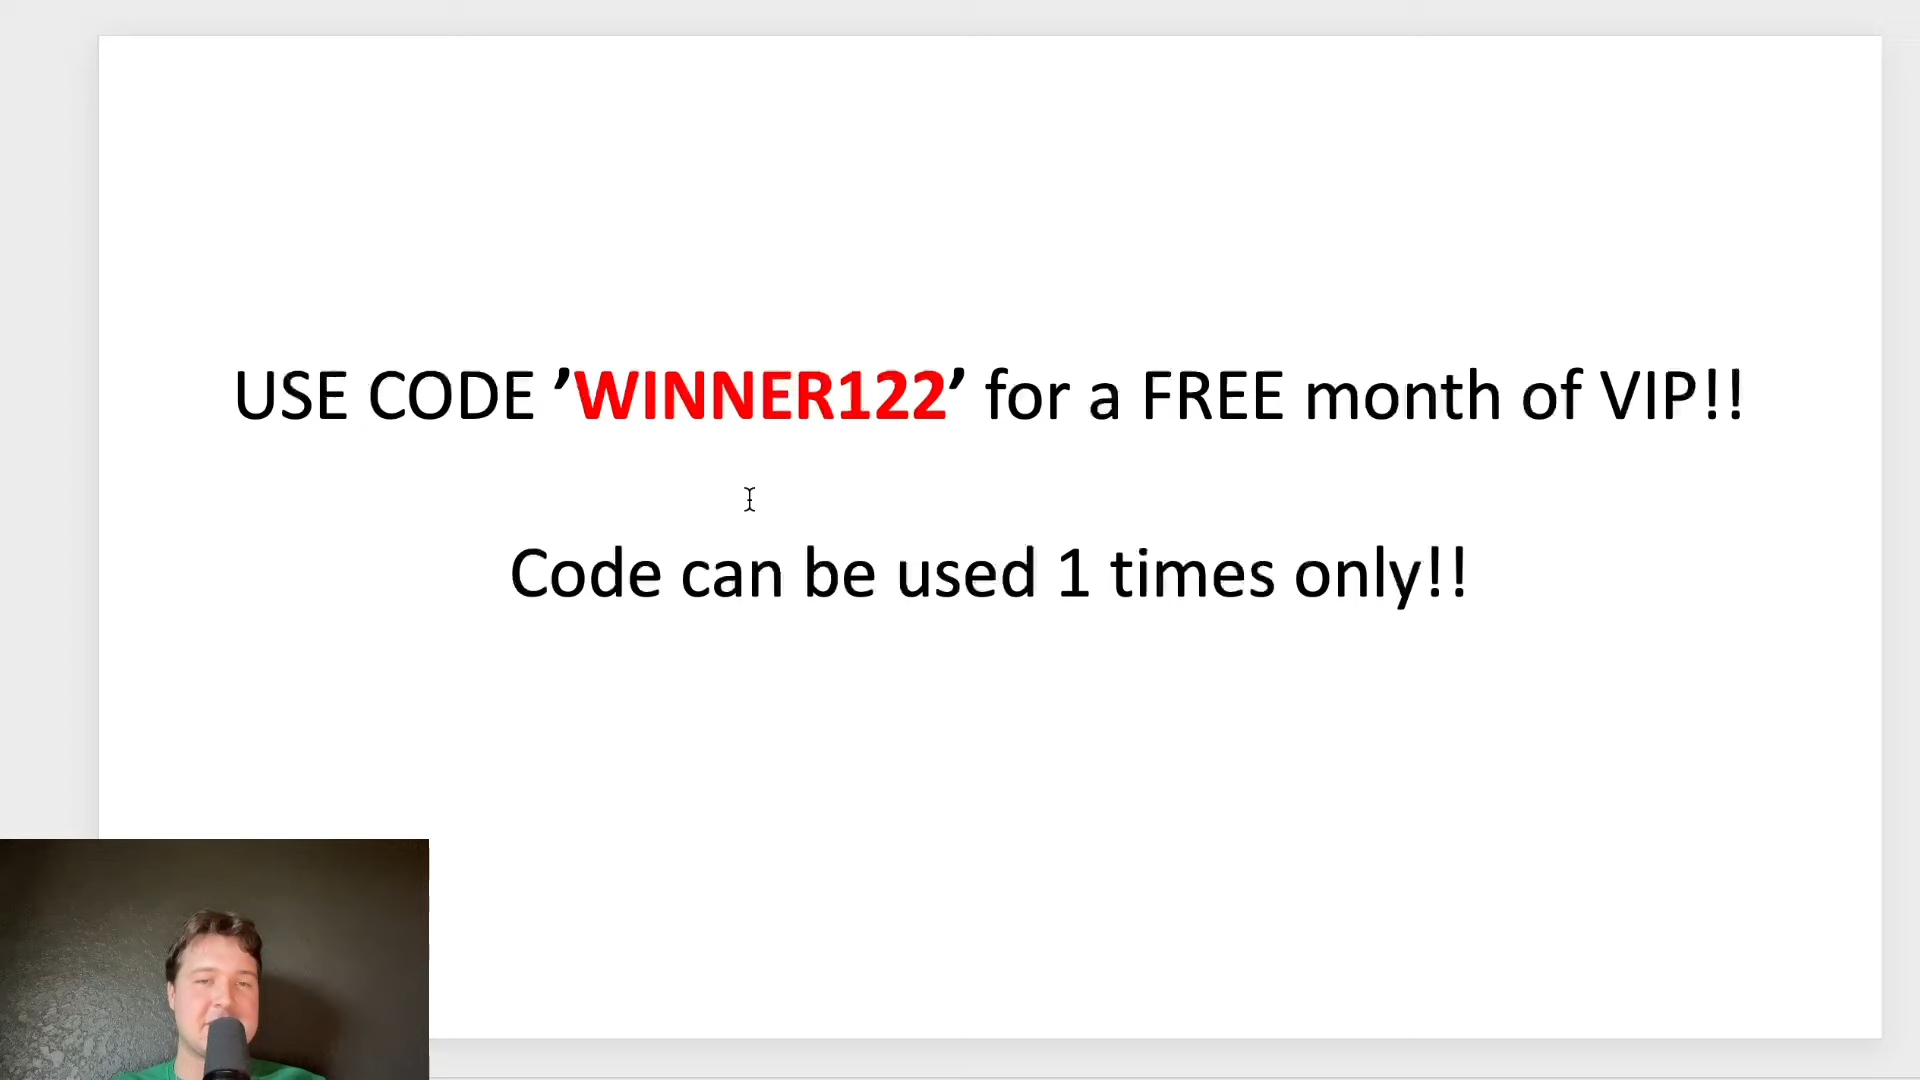 USE CODE ’WINNER122’ for a FREE month of VIP!!
Code can be used 1 times only!!